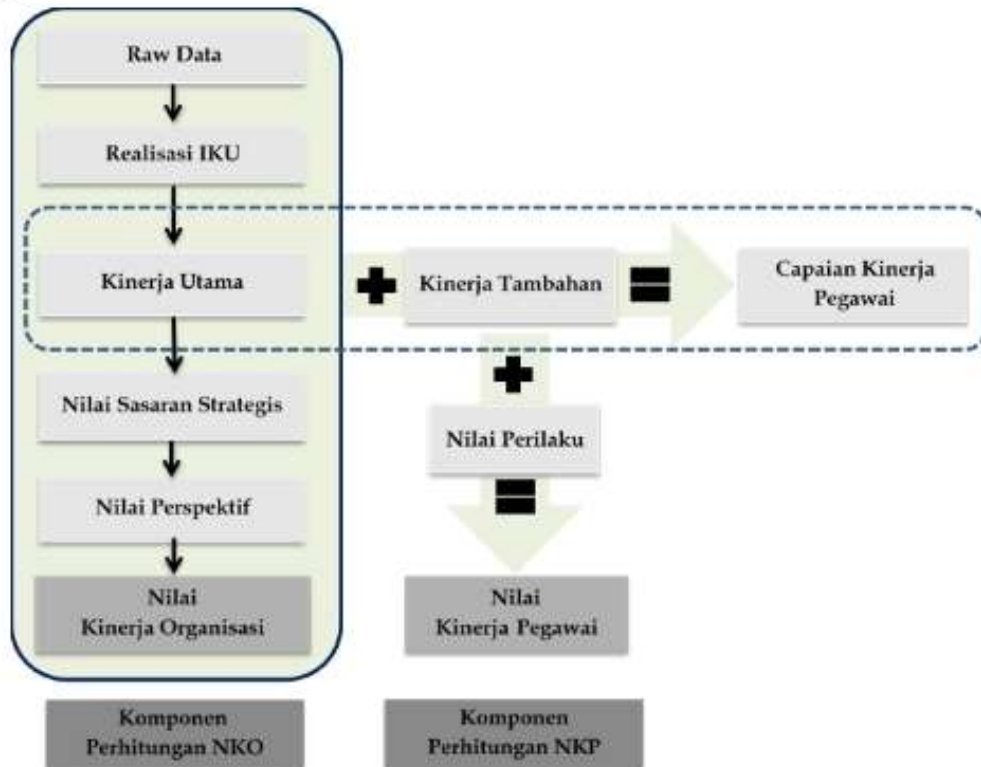 Raw Data
Realisasi IKU
Kinerja Utama
Kinerja Tambahan
Capaian Kinerja
Pegawai
Nilai Sasaran Strategis
Nilai Perilaku
Nilai Perspektif
Nilai
Kinerja Organisasi
Nilai
Kinerja Pegawai
Komponen
Perhitungan NKO
Komponen
Perhitungan NKP